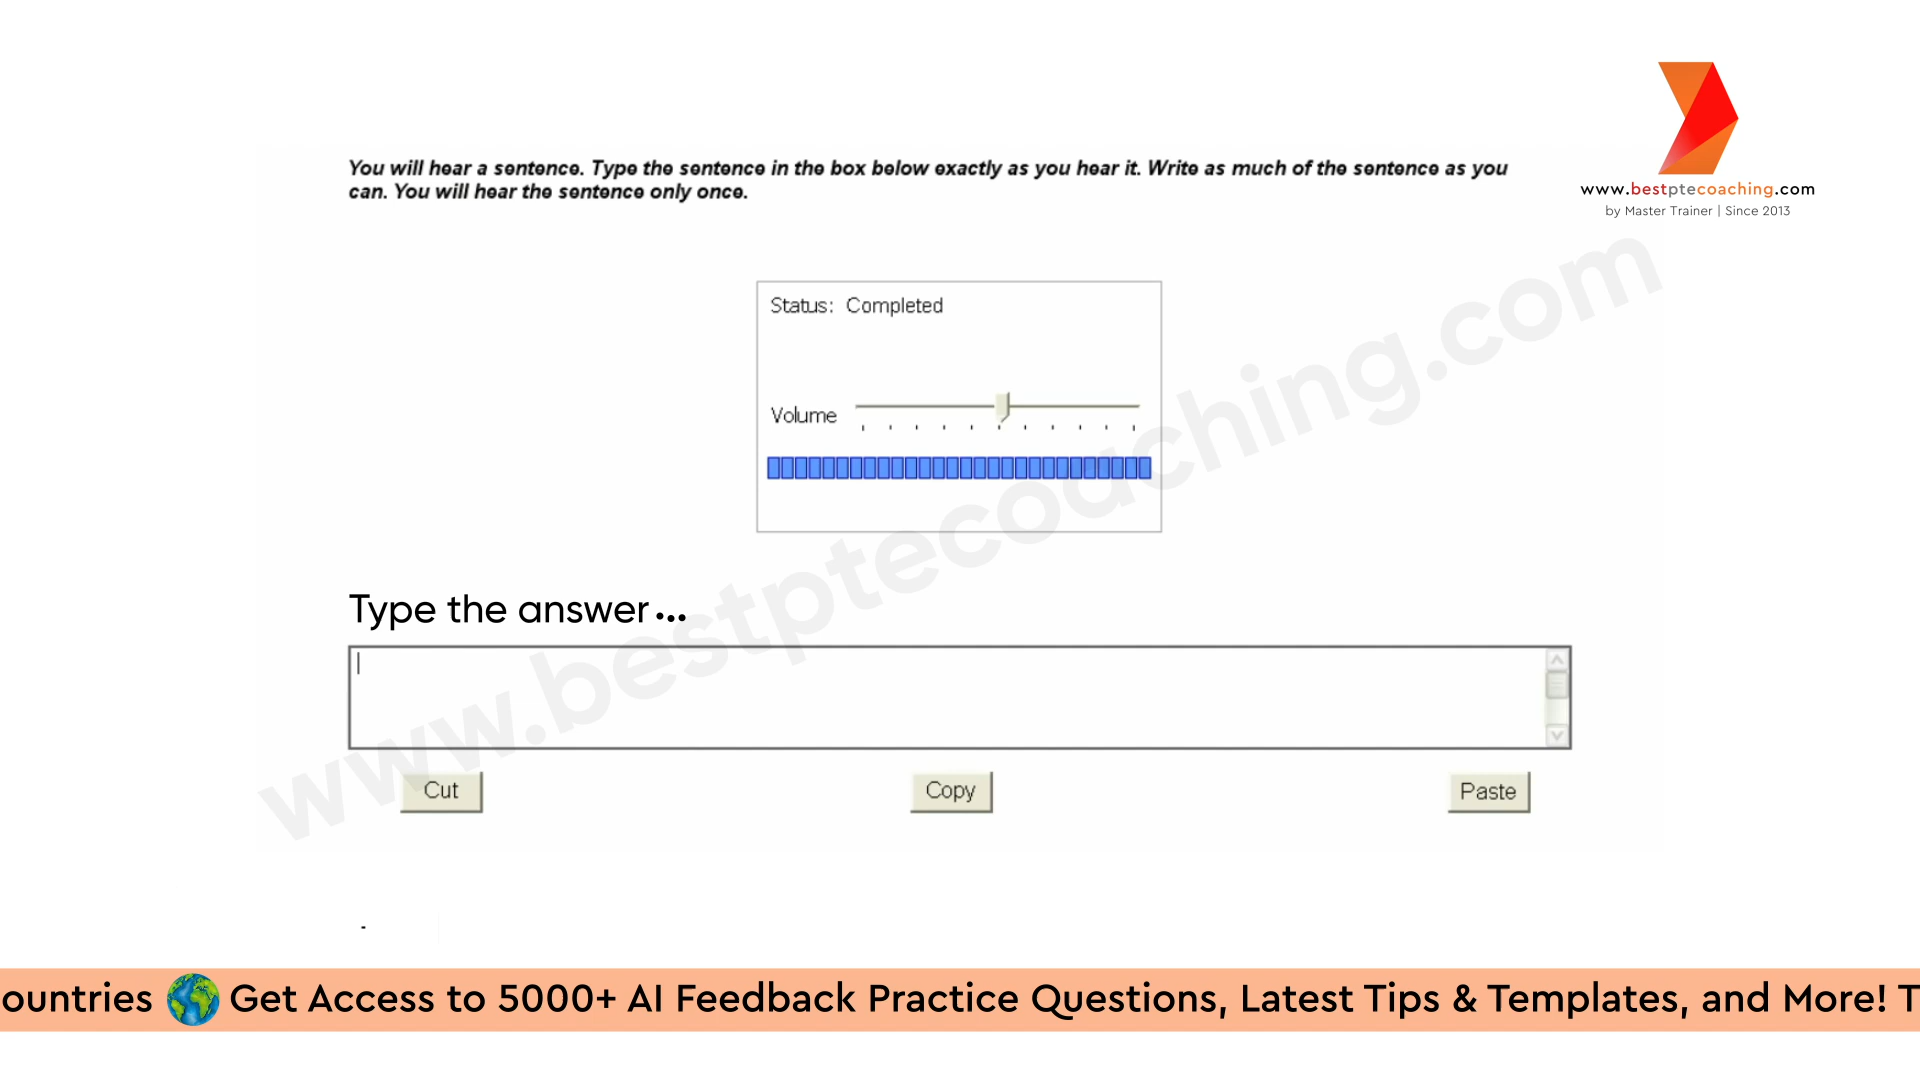 You will hear a sentence. Type the sentence in the box below exactly as you hear it. Write as much of the sentence as you
can. You will hear the sentence only once.
www.bestptecoaching.com
by Master Trainer | Since 2013
Status: Completed
Volume
www.bestptecoaching.com
Type the answer...
Cut
Copy
Paste
ountries 🌍 Get Access to 5000+ AI Feedback Practice Questions, Latest Tips & Templates, and More! T